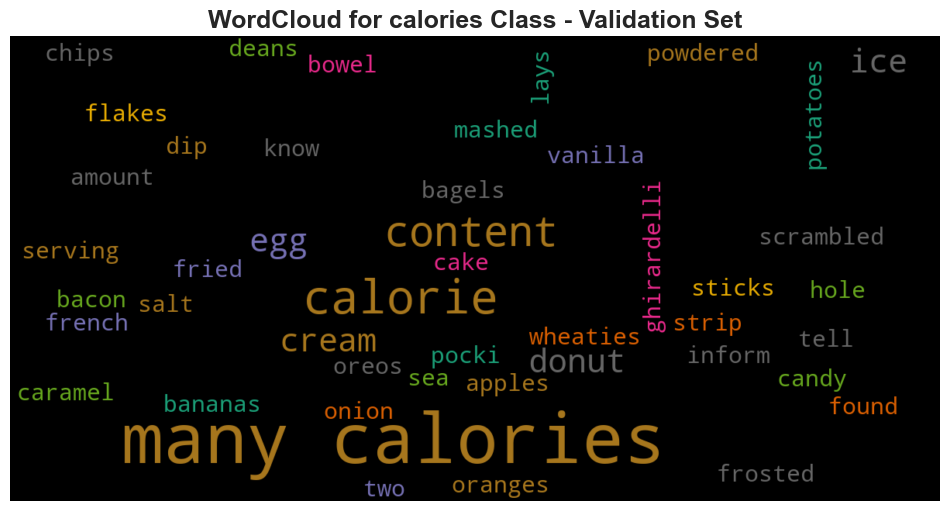 WordCloud for calories Class - Validation Set
chips
deans
bowel
lays
powdered
ice
potatoes
flakes
mashed
dip
know
vanilla
amount
bagels
ghirardelli
content
egg
scrambled
serving
cake
fried
calorie
sticks
hole
bacon
salt
french
strip
cream
wheaties
tell
donut
pocki
inform
oreos
sea
apples
candy
caramel
bananas
onion
found
many calories
frosted
two
oranges